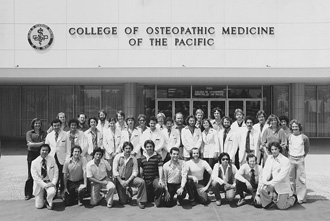 COLLEGE OF OSTEOPATHIC MEDICINE
OF THE PACIFIC